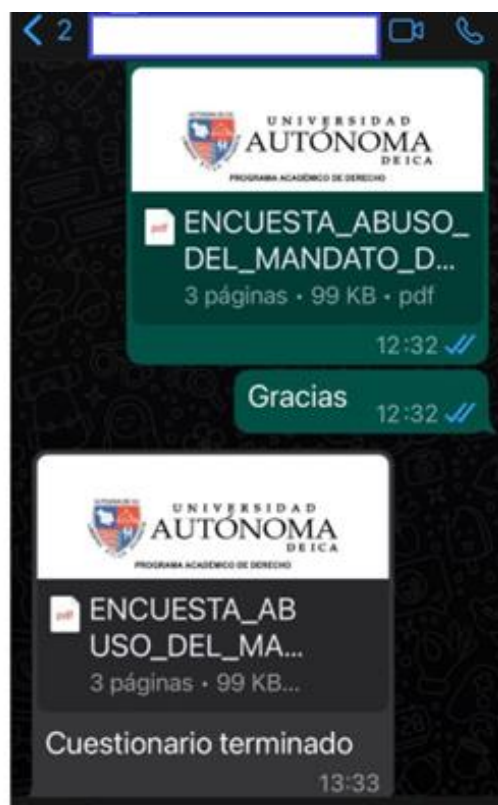 2
UNIVERSIDAD
AUTÓNOMA
DE ICA
PROGRAMA ACADÉMICO DE DERECHO
pdf
ENCUESTA_ABUSO_
DEL_MANDATO_D...
3 páginas • 99 KB • pdf
12:32
Gracias
12:32
UNIVERSIDAD
AUTÓNOMA
DE ICA
PROGRAMA ACADÉMICO DE DERECHO
pdf
ENCUESTA_AB
USO_DEL_MA...
3 páginas • 99 KB...
Cuestionario terminado
13:33